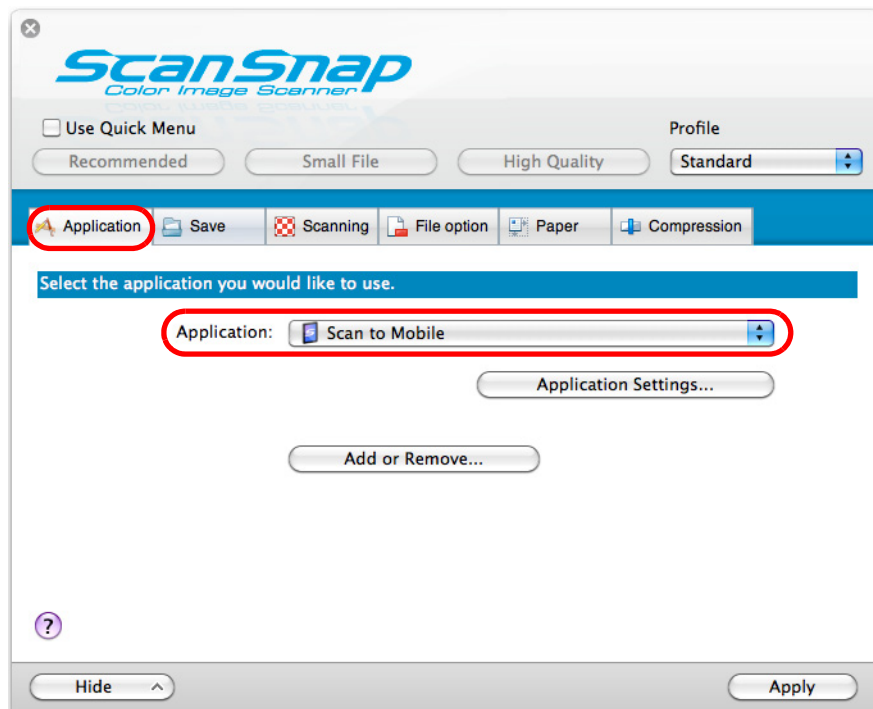 ScanSnap
Color Image Scanner
Use Quick Menu
Profile
Recommended Small File High Quality Standard
Application Save Scanning File option Paper Compression
Select the application you would like to use.
Application: Scan to Mobile
Application Settings...
Add or Remove...
?
Hide Apply